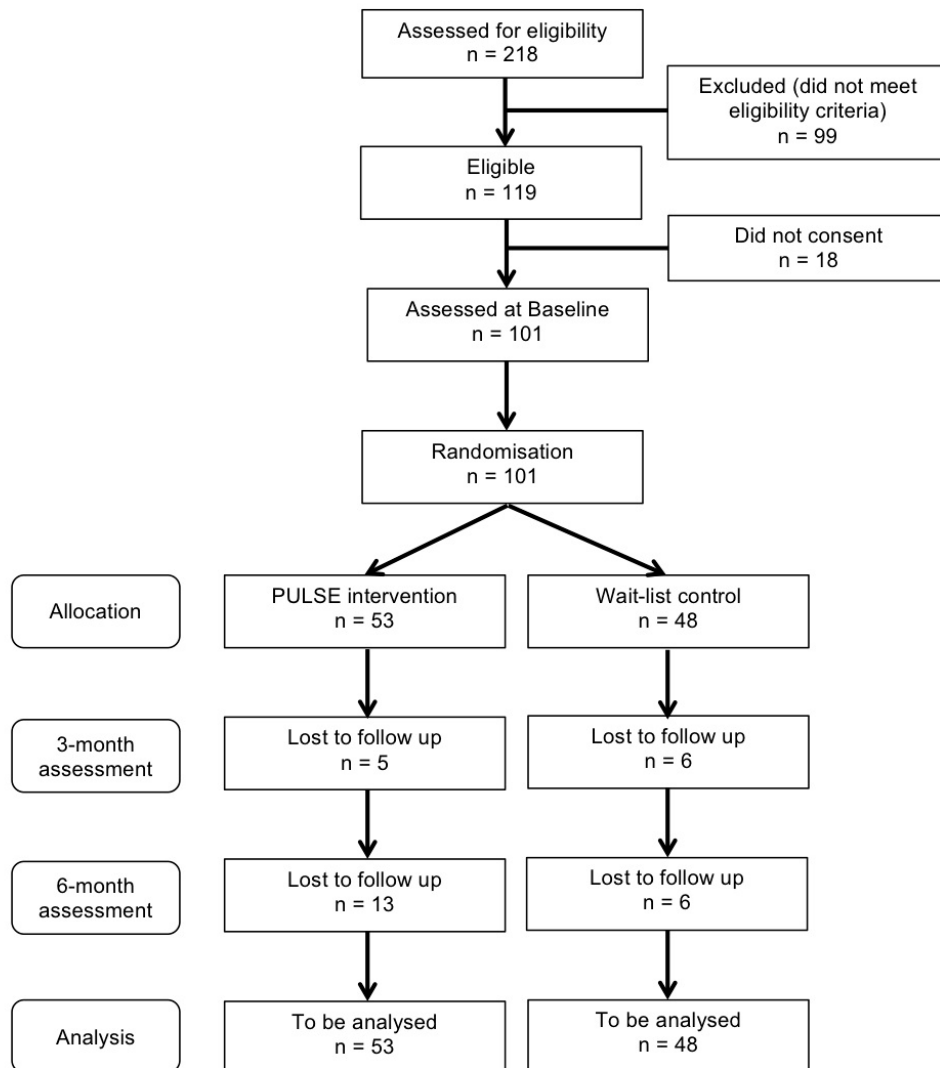 Assessed for eligibility
n = 218
Excluded (did not meet
eligibility criteria)
n = 99
Eligible
n = 119
Did not consent
n = 18
Assessed at Baseline
n = 101
Randomisation
n = 101
Allocation
PULSE intervention
n = 53
Wait-list control
n = 48
3-month
assessment
Lost to follow up
n = 5
Lost to follow up
n = 6
6-month
assessment
Lost to follow up
n = 13
Lost to follow up
n = 6
Analysis
To be analysed
n = 53
To be analysed
n = 48